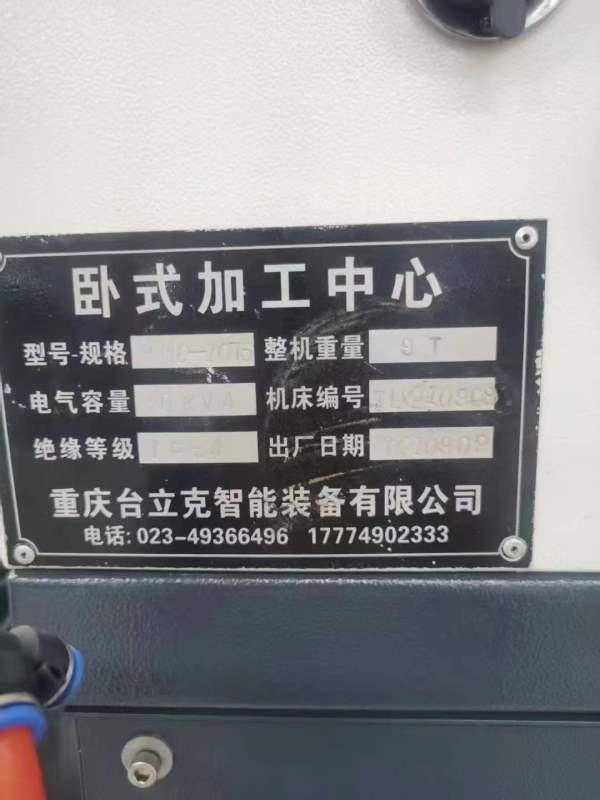 卧式加工中心
型号-规格 整机重量 9 T
电气容量 机床编号
绝缘等级 出厂日期
重庆台立克智能装备有限公司
电话: 023-49366496 17774902333